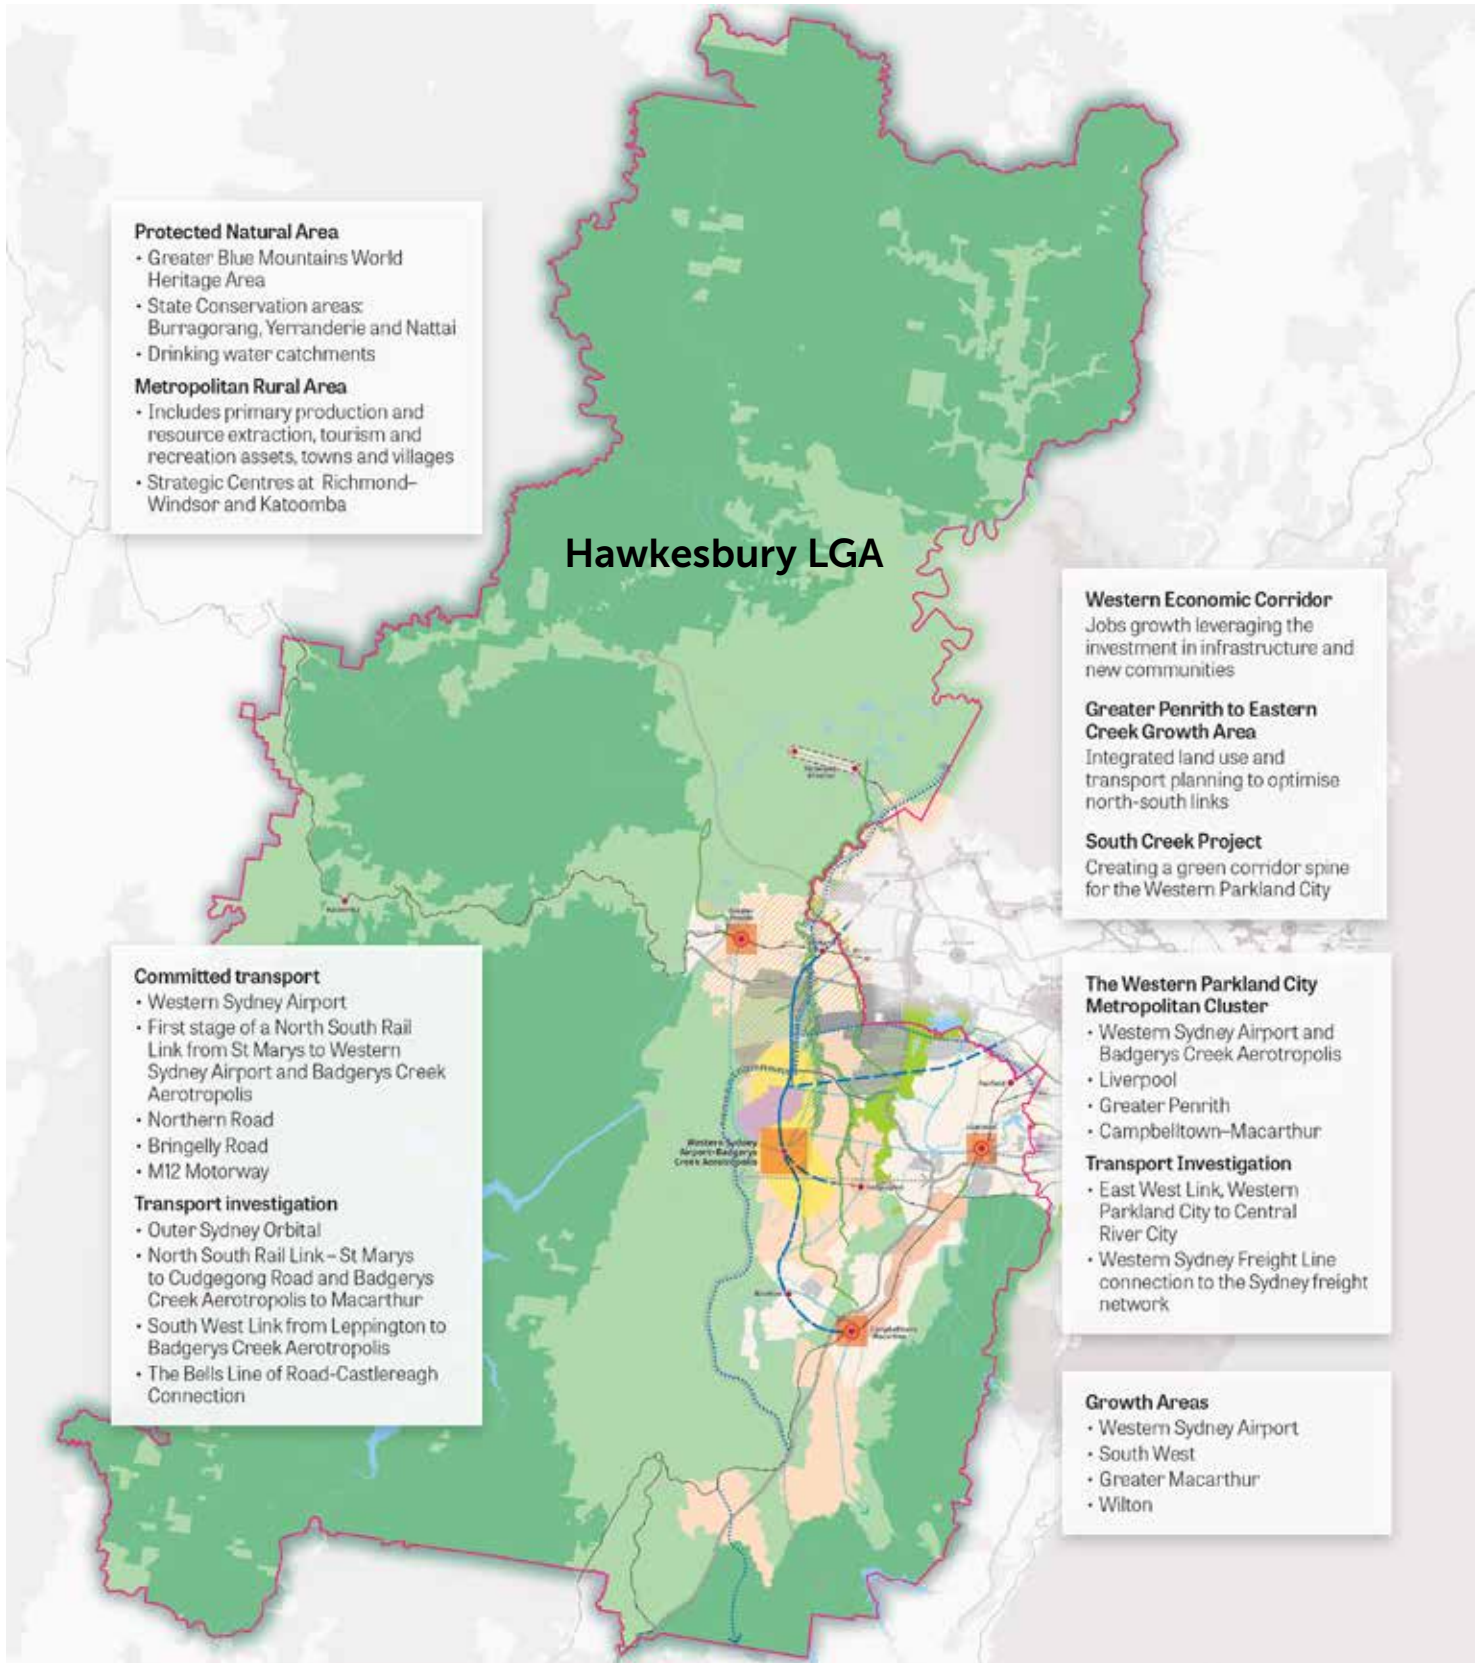 Protected Natural Area
• Greater Blue Mountains World
Heritage Area
• State Conservation areas:
Burragorang, Yerranderie and Nattai
• Drinking water catchments
Metropolitan Rural Area
• Includes primary production and
resource extraction, tourism and
recreation assets, towns and villages
• Strategic Centres at Richmond–
Windsor and Katoomba
Hawkesbury LGA
Western Economic Corridor
Jobs growth leveraging the
investment in infrastructure and
new communities
Greater Penrith to Eastern
Creek Growth Area
Integrated land use and
transport planning to optimise
north-south links
South Creek Project
Creating a green corridor spine
for the Western Parkland City
Greater
Penrith
Committed transport
• Western Sydney Airport
• First stage of a North South Rail
Link from St Marys to Western
Sydney Airport and Badgerys Creek
Aerotropolis
• Northern Road
• Bringelly Road
• M12 Motorway
Transport investigation
• Outer Sydney Orbital
• North South Rail Link – St Marys
to Cudgegong Road and Badgerys
Creek Aerotropolis to Macarthur
• South West Link from Leppington to
Badgerys Creek Aerotropolis
• The Bells Line of Road-Castlereagh
Connection
Western Sydney
Airport-Badgerys
Creek Aerotropolis
Campbelltown-
Macarthur
The Western Parkland City
Metropolitan Cluster
• Western Sydney Airport and
Badgerys Creek Aerotropolis
• Liverpool
• Greater Penrith
• Campbelltown–Macarthur
Transport Investigation
• East West Link, Western
Parkland City to Central
River City
• Western Sydney Freight Line
connection to the Sydney freight
network
Growth Areas
• Western Sydney Airport
• South West
• Greater Macarthur
• Wilton